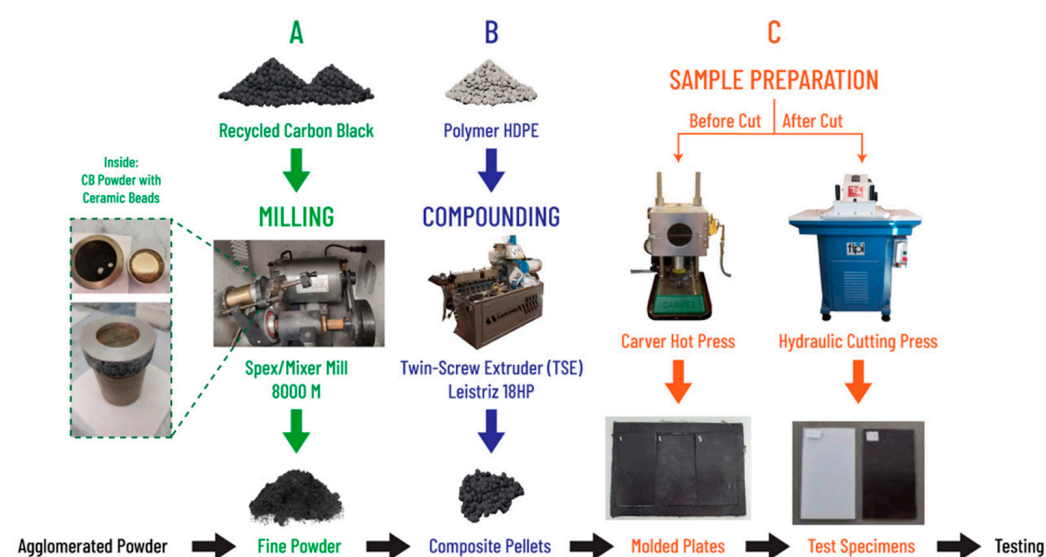 A
B
C
Recycled Carbon Black
Polymer HDPE
SAMPLE PREPARATION
Before Cut
After Cut
Inside:
CB Powder with
Ceramic Beads
MILLING
COMPOUNDING
ftpl
CARVER
Spex/Mixer Mill
8000 M
Twin-Screw Extruder (TSE)
Leistriz 18HP
Carver Hot Press
Hydraulic Cutting Press
Agglomerated Powder
Fine Powder
Composite Pellets
Molded Plates
Test Specimens
Testing